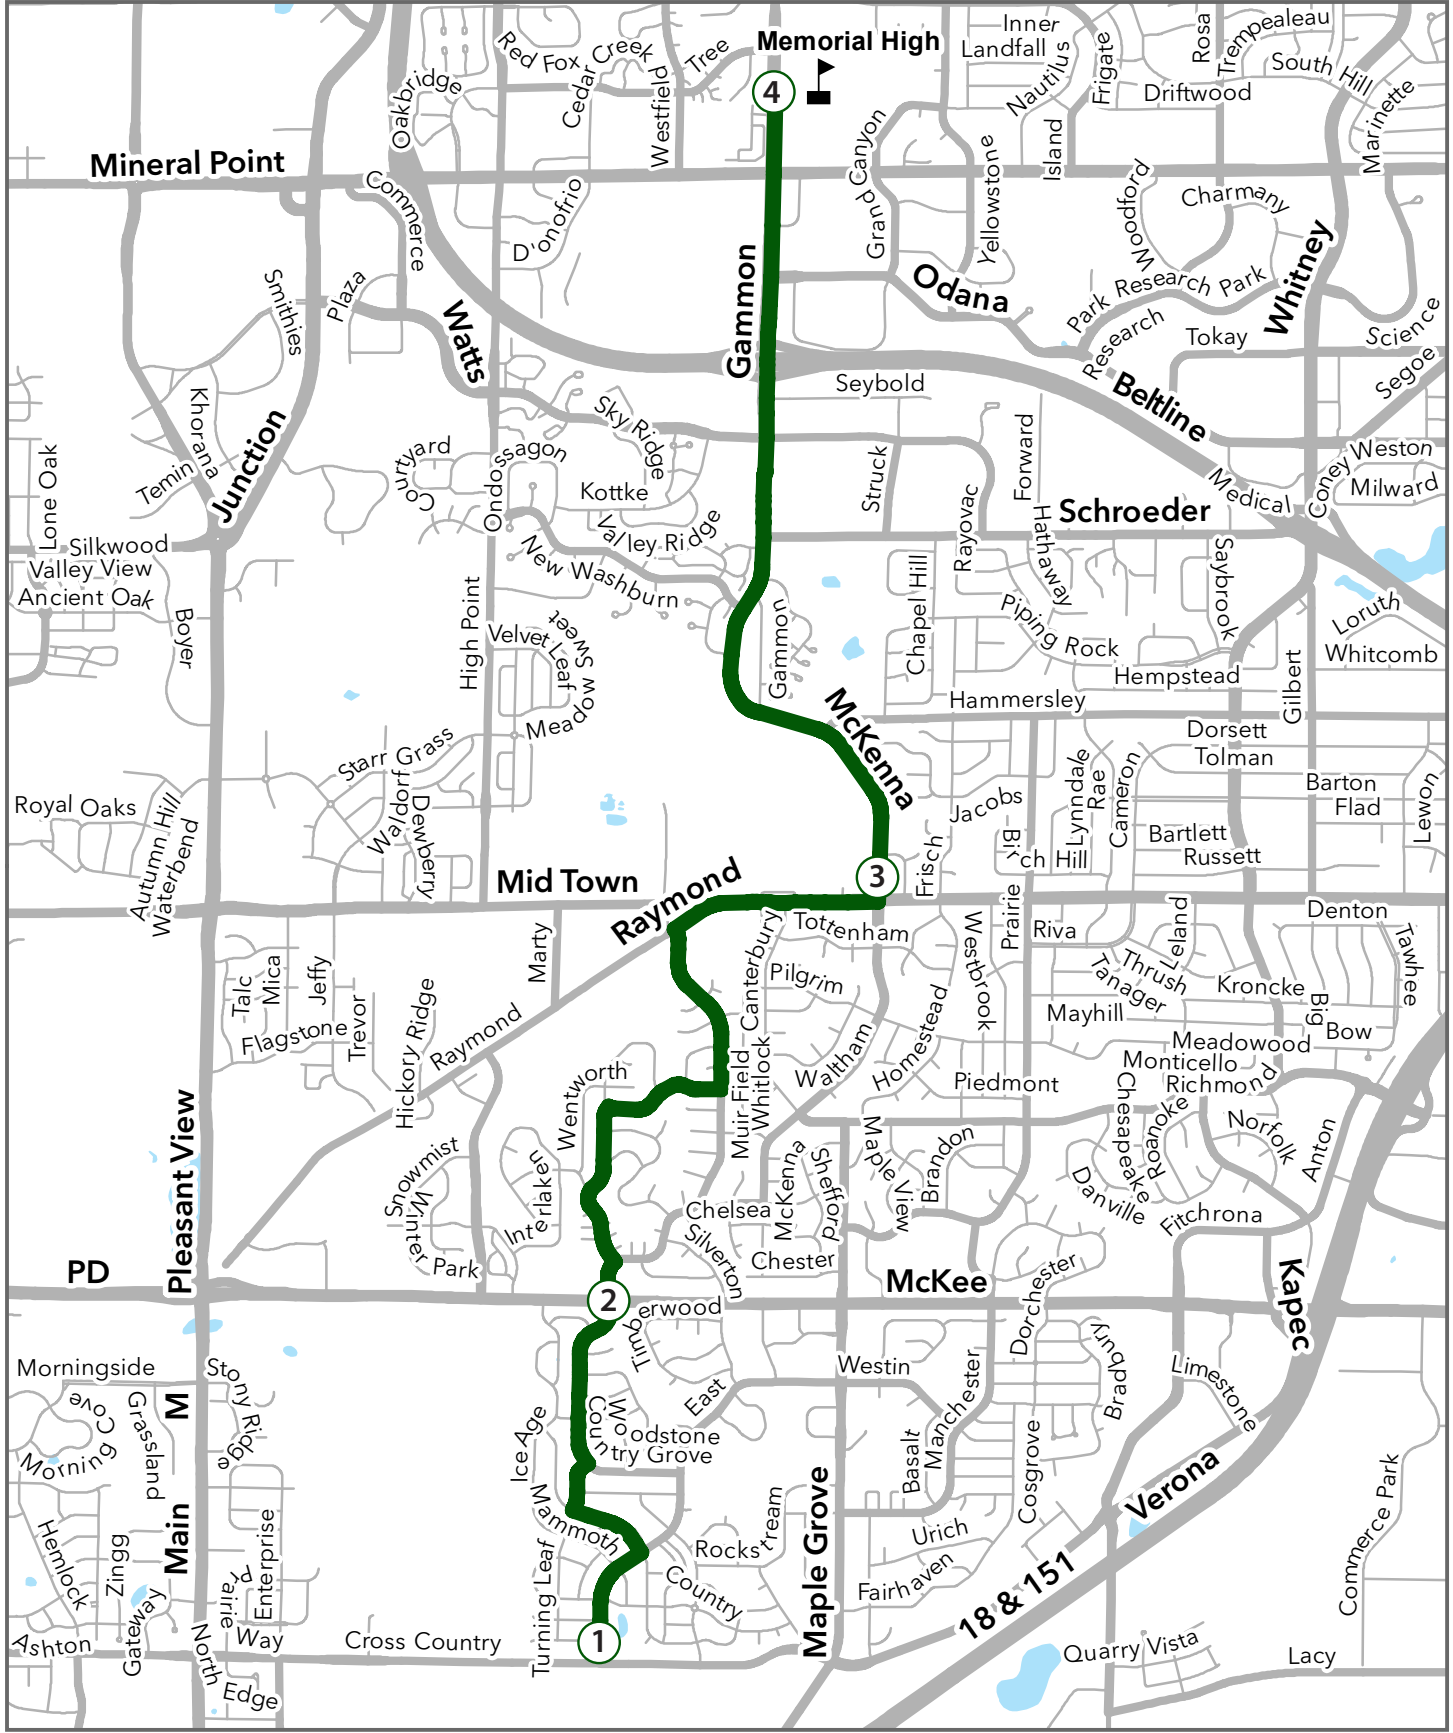 Memorial High
Inner
Landfall
Nautilus
Frigate
Rosa
Trempealeau
South Hill
Driftwood
Marinette
Red Fox
Cedar Creek
Westfield
Tree
Oakbridge
4
Mineral Point
Commerce
D'onofrio
Grand Canyon
Yellowstone
Island
Woodford
Charmany
Whitney
Smithies
Plaza
Watts
Gammon
Odana
Park
Research Park
Research
Tokay
Science
Segoe
Seybold
Beltline
Khorana
Temin
Junction
Courtyard
Ondossagon
Sky Ridge
Kottke
Valley Ridge
New Washburn
Struck
Rayovac
Forward
Hathaway
Schroeder
Medical
Coney Weston
Milward
Lone Oak
Silkwood
Valley View
Ancient Oak
Boyer
High Point
Velvet Leaf
Sweet Meadow
Gammon
Chapel Hill
Piping Rock
Saybrook
Loruth
Whitcomb
Hempstead
Gilbert
Hammersley
McKenna
Dorsett
Tolman
Starr Grass
Waldorf
Dewberry
Royal Oaks
Autumn Hill
Waterbend
Jacobs
Birch Hill
Lynndale
Rae
Cameron
Barton
Flad
Lewon
Bartlett
Russett
Frisch
3
Mid Town
Raymond
Marty
Tottenham
Canterbury
Pilgrim
Prairie
Westbrook
Riva
Leland
Denton
Tawhee
Thrush
Tanager
Kroncke
Big
Bow
Mayhill
Talc
Mica
Jeffy
Flagstone
Trevor
Hickory Ridge
Raymond
Waltham
Homestead
Meadowood
Monticello
Richmond
Piedmont
Muir Field
Whitlock
Wentworth
Maple View
Brandon
Chesapeake
Roanoke
Norfolk
Anton
Danville
Snowmist
Winter Park
Interlaken
Chelsea
McKenna
Shefford
Silverton
Chester
Fitchrona
Pleasant View
PD
2
McKee
Dorchester
Kapec
Timberwood
Morningside
Stony Ridge
M
Main
Cove
Morning
Grassland
Westin
East
Woodstone
Country Grove
Manchester
Bradbury
Limestone
Basalt
Cosgrove
Ice Age
Mammoth
Verona
Maple Grove
Rockstream
Urich
Fairhaven
Commerce Park
Hemlock
Zingg
Gateway
Prairie
Enterprise
Way
Ashton
North
Edge
Cross Country
Turning Leaf
Country
1
18 & 151
Quarry Vista
Lacy